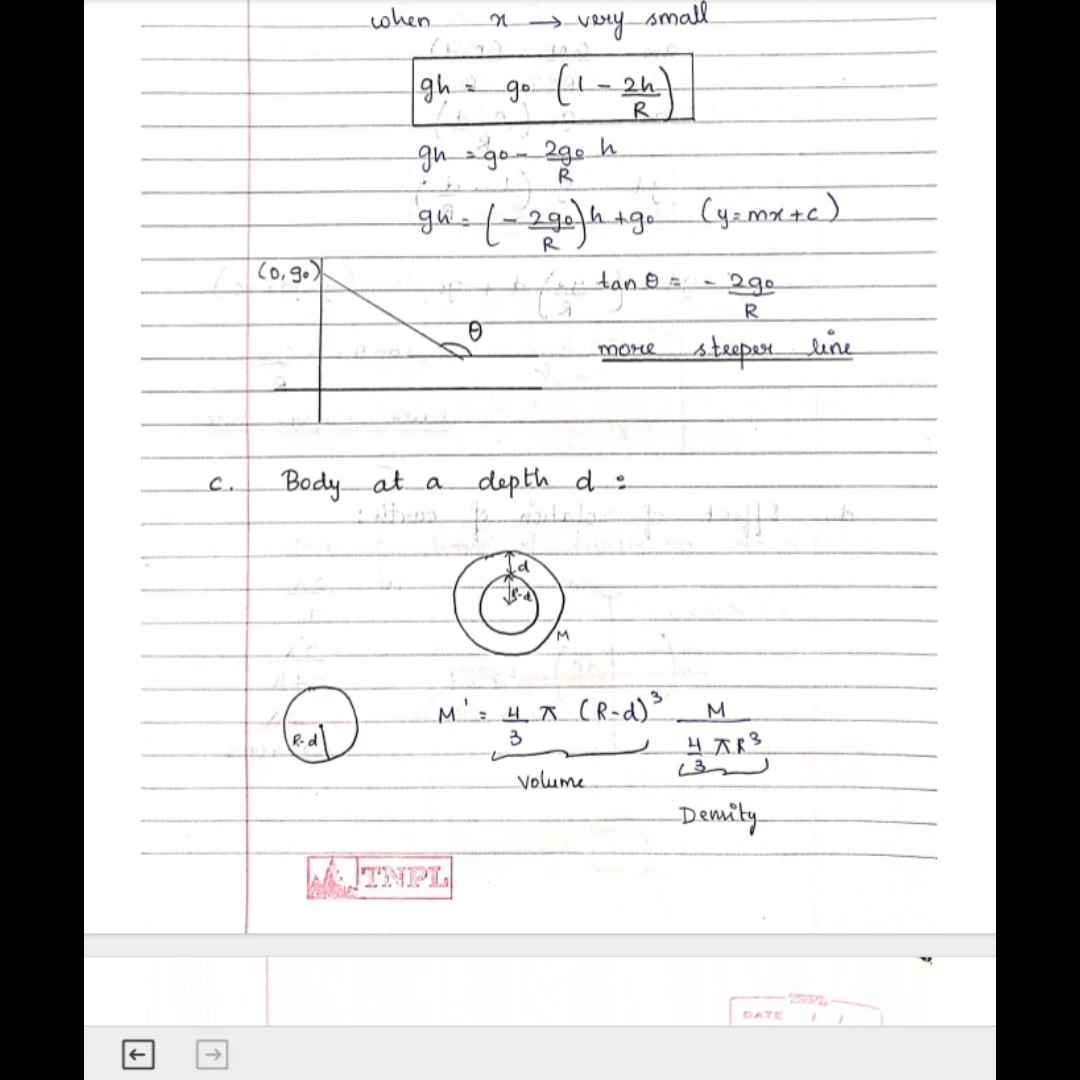 when x → very small
gh = g₀ (1 - 2h/R)
gh = g₀ - 2g₀/R h
gh = (- 2g₀/R) h + g₀ (y = mx + c)
(0, g₀)
tan θ = - 2g₀/R
θ
more steeper line
c. Body at a depth d :
d
R-d
M
M' = 4/3 π (R-d)³ M / 4/3 πR³
R-d
Volume
Density
TNPL
TNPL
DATE / /